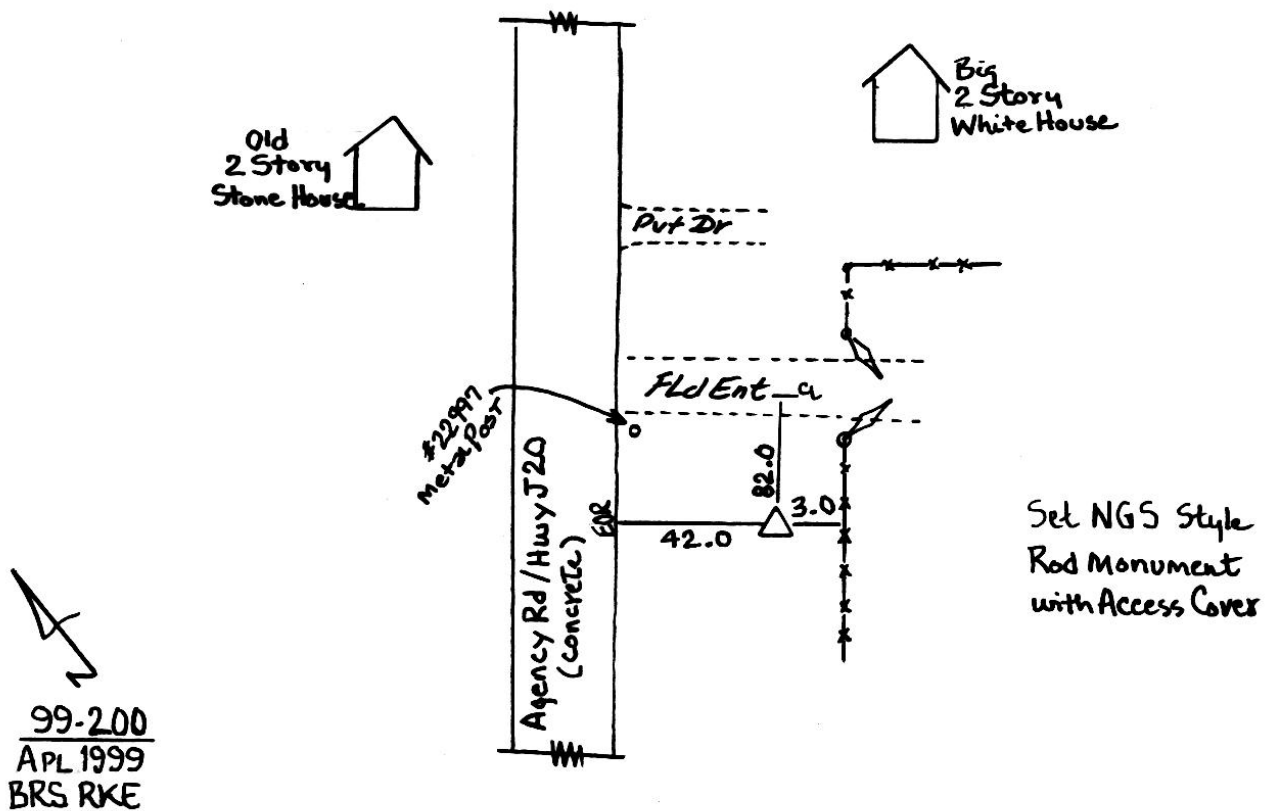 Big
2 Story
White House
Old
2 Story
Stone House
Pvt Dr
FLd Ent
#22997
Metal Post
82.0
3.0
42.0
EOR
Agency Rd/Hwy J20
(concrete)
Set NGS Style
Rod Monument
with Access Cover
99-200
APL 1999
BRS RKE